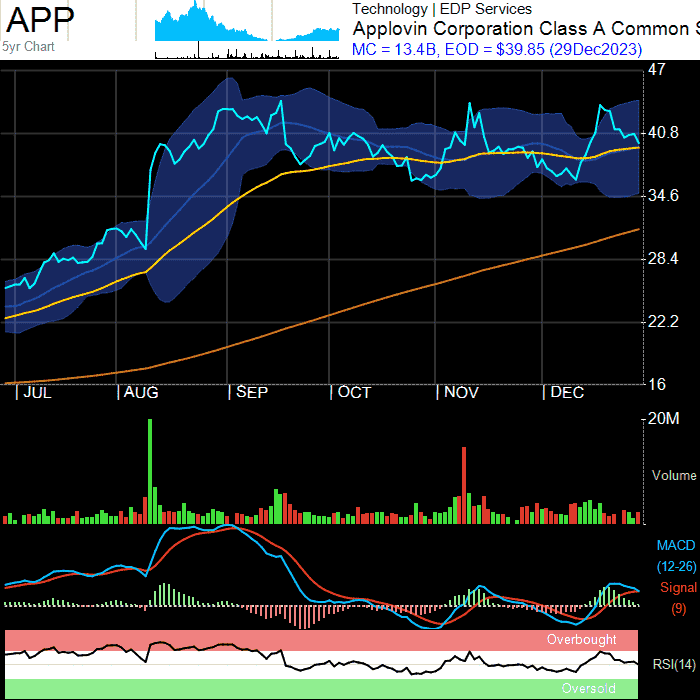 APP
5yr Chart
Technology | EDP Services
Applovin Corporation Class A Common S
MC = 13.4B, EOD = $39.85 (29Dec2023)
47
40.8
34.6
28.4
22.2
16
JUL AUG SEP OCT NOV DEC
20M
Volume
MACD
(12-26)
Signal
(9)
Overbought
RSI(14)
Oversold